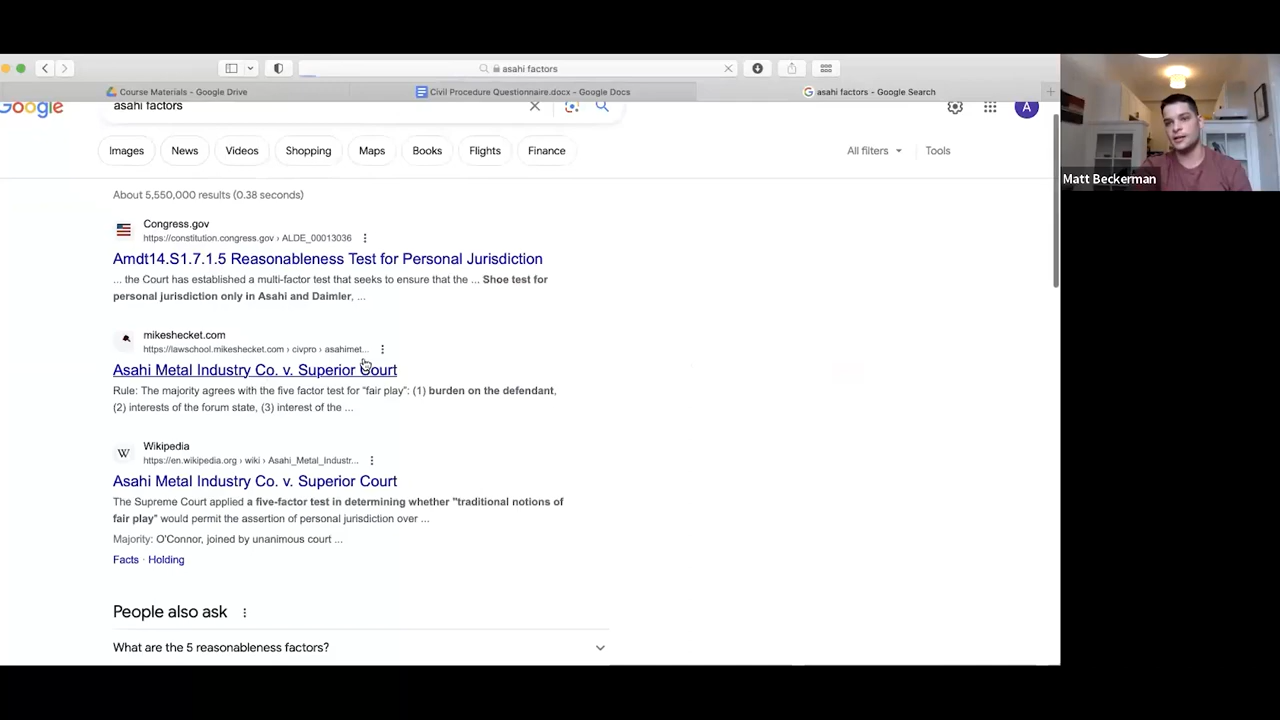 asahi factors
Course Materials - Google Drive
Civil Procedure Questionnaire.docx - Google Docs
asahi factors - Google Search
Google
asahi factors
A
Images
News
Videos
Shopping
Maps
Books
Flights
Finance
All filters
Tools
Matt Beckerman
About 5,550,000 results (0.38 seconds)
Congress.gov
https://constitution.congress.gov › ALDE_00013036
Amdt14.S1.7.1.5 Reasonableness Test for Personal Jurisdiction
... the Court has established a multi-factor test that seeks to ensure that the ... Shoe test for
personal jurisdiction only in Asahi and Daimler, ...
mikeshecket.com
https://lawschool.mikeshecket.com › civpro › asahimet...
Asahi Metal Industry Co. v. Superior Court
Rule: The majority agrees with the five factor test for “fair play”: (1) burden on the defendant,
(2) interests of the forum state, (3) interest of the ...
W
Wikipedia
https://en.wikipedia.org › wiki › Asahi_Metal_Industr...
Asahi Metal Industry Co. v. Superior Court
The Supreme Court applied a five-factor test in determining whether "traditional notions of
fair play" would permit the assertion of personal jurisdiction over ...
Majority: O'Connor, joined by unanimous court ...
Facts · Holding
People also ask
What are the 5 reasonableness factors?